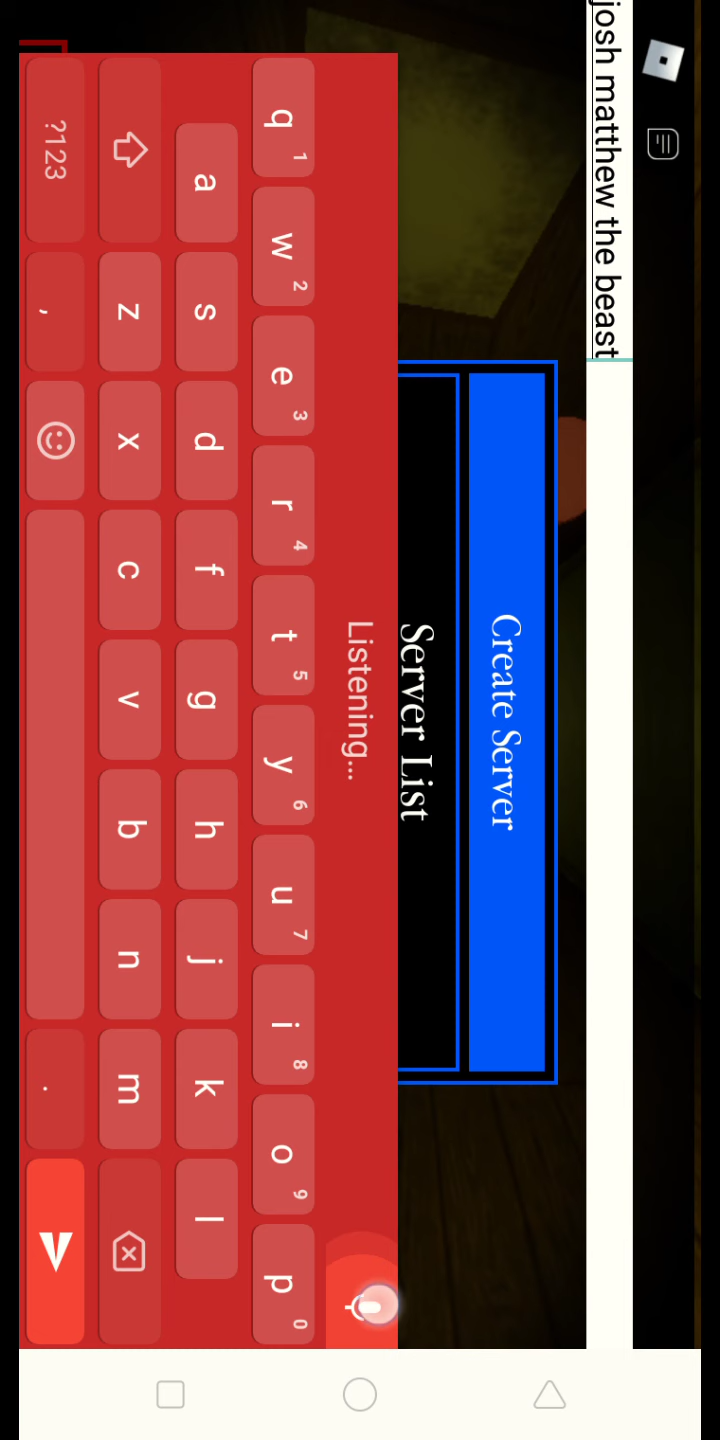 josh matthew the beast
Create Server
Server List
Listening...
q 1 w 2 e 3 r 4 t 5 y 6 u 7 i 8 o 9 p 0
a s d f g h j k l
z x c v b n m
?123 , .